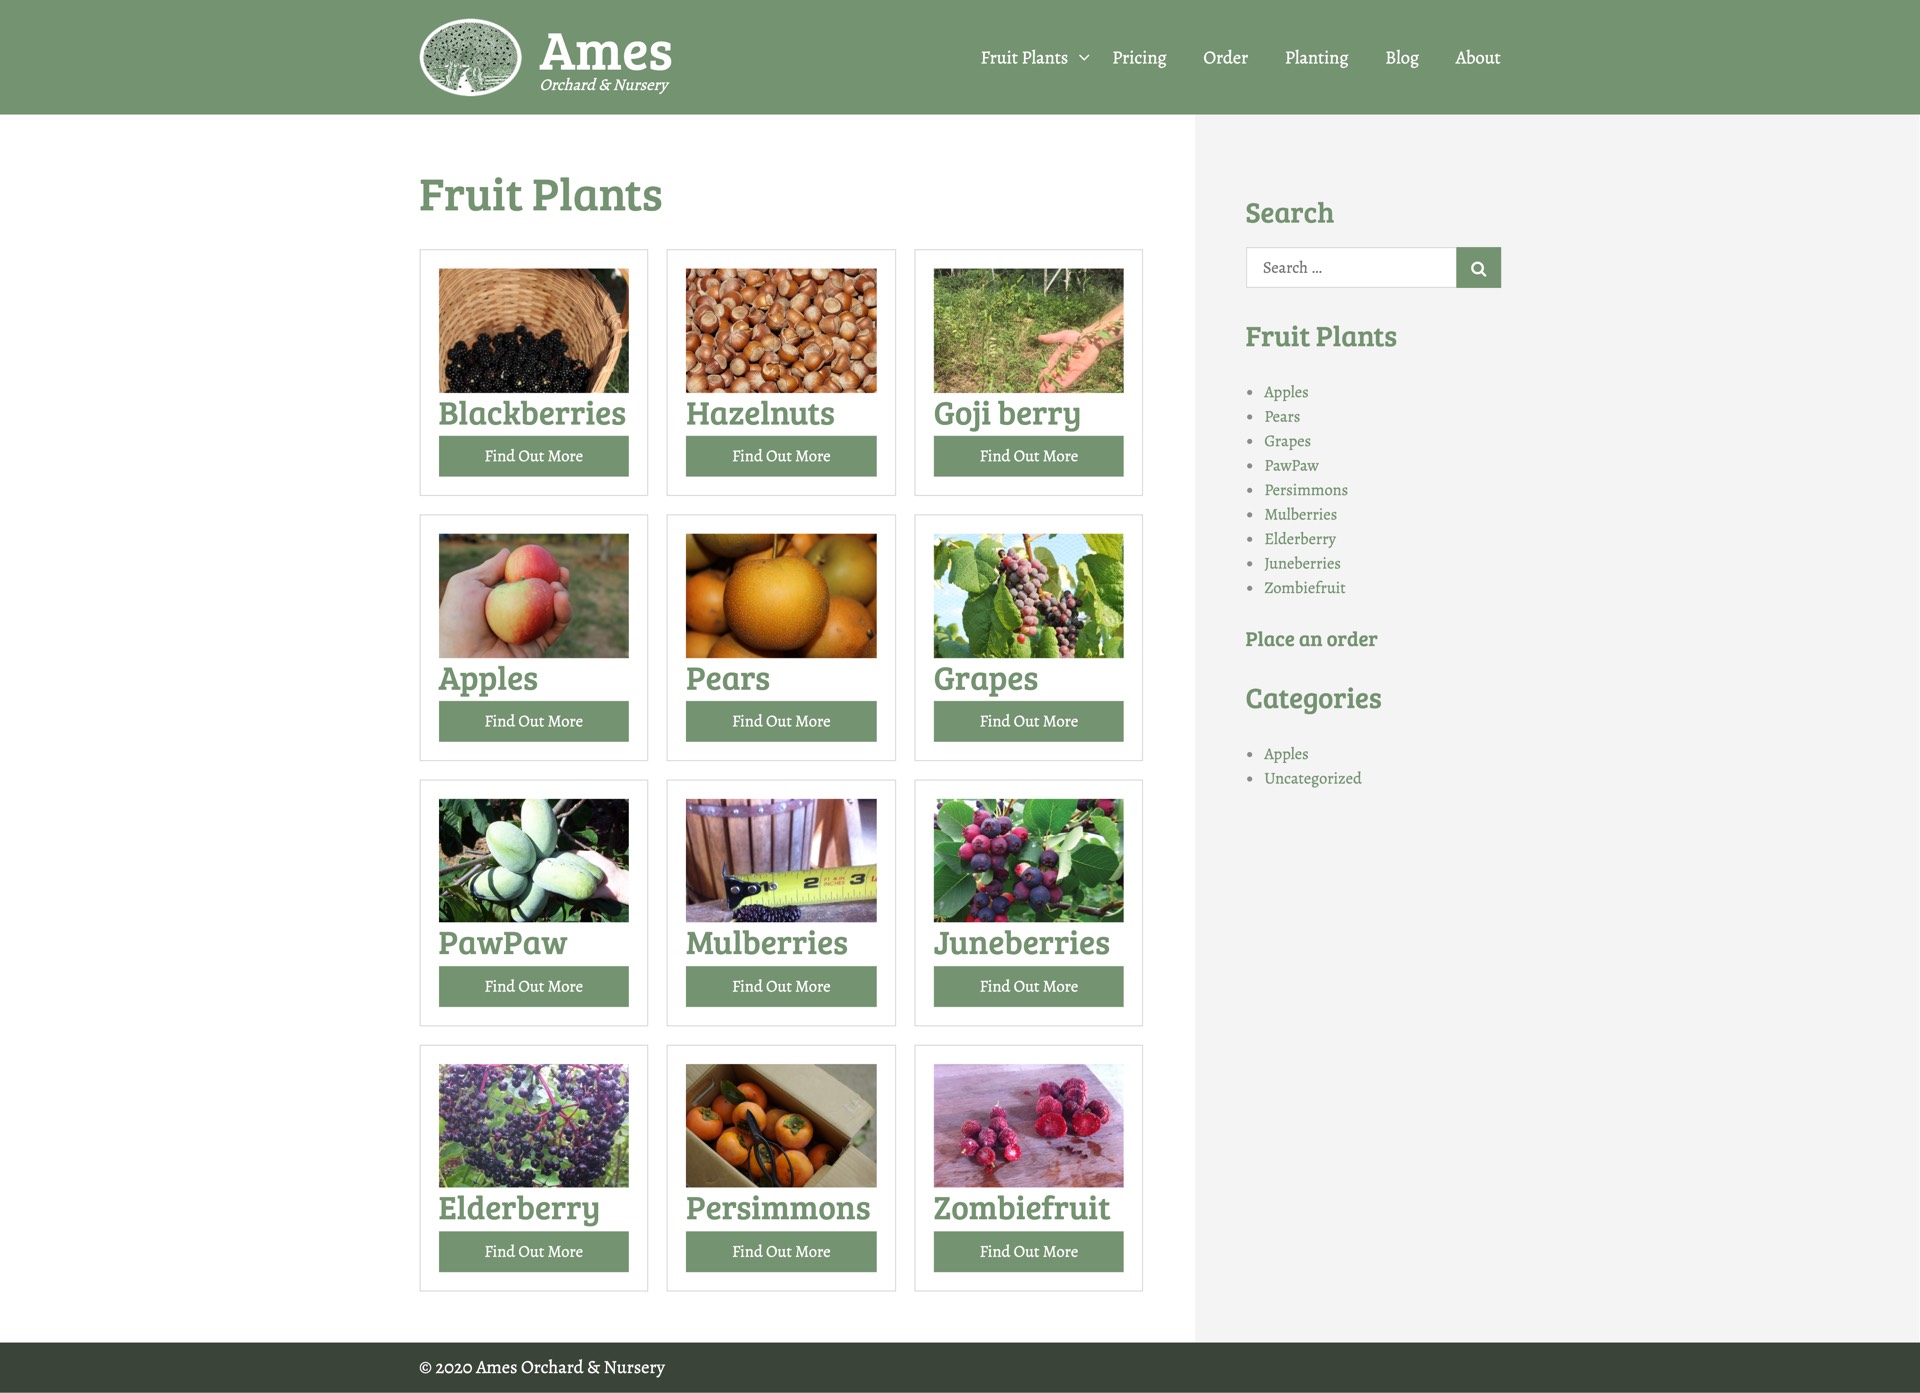 Ames
Orchard & Nursery
Fruit Plants
Pricing
Order
Planting
Blog
About
Fruit Plants
Blackberries
Find Out More
Hazelnuts
Find Out More
Goji berry
Find Out More
Apples
Find Out More
Pears
Find Out More
Grapes
Find Out More
PawPaw
Find Out More
1 2 3
Mulberries
Find Out More
Juneberries
Find Out More
Elderberry
Find Out More
Persimmons
Find Out More
Zombiefruit
Find Out More
Search
Search ...
Fruit Plants
Apples
Pears
Grapes
PawPaw
Persimmons
Mulberries
Elderberry
Juneberries
Zombiefruit
Place an order
Categories
Apples
Uncategorized
© 2020 Ames Orchard & Nursery